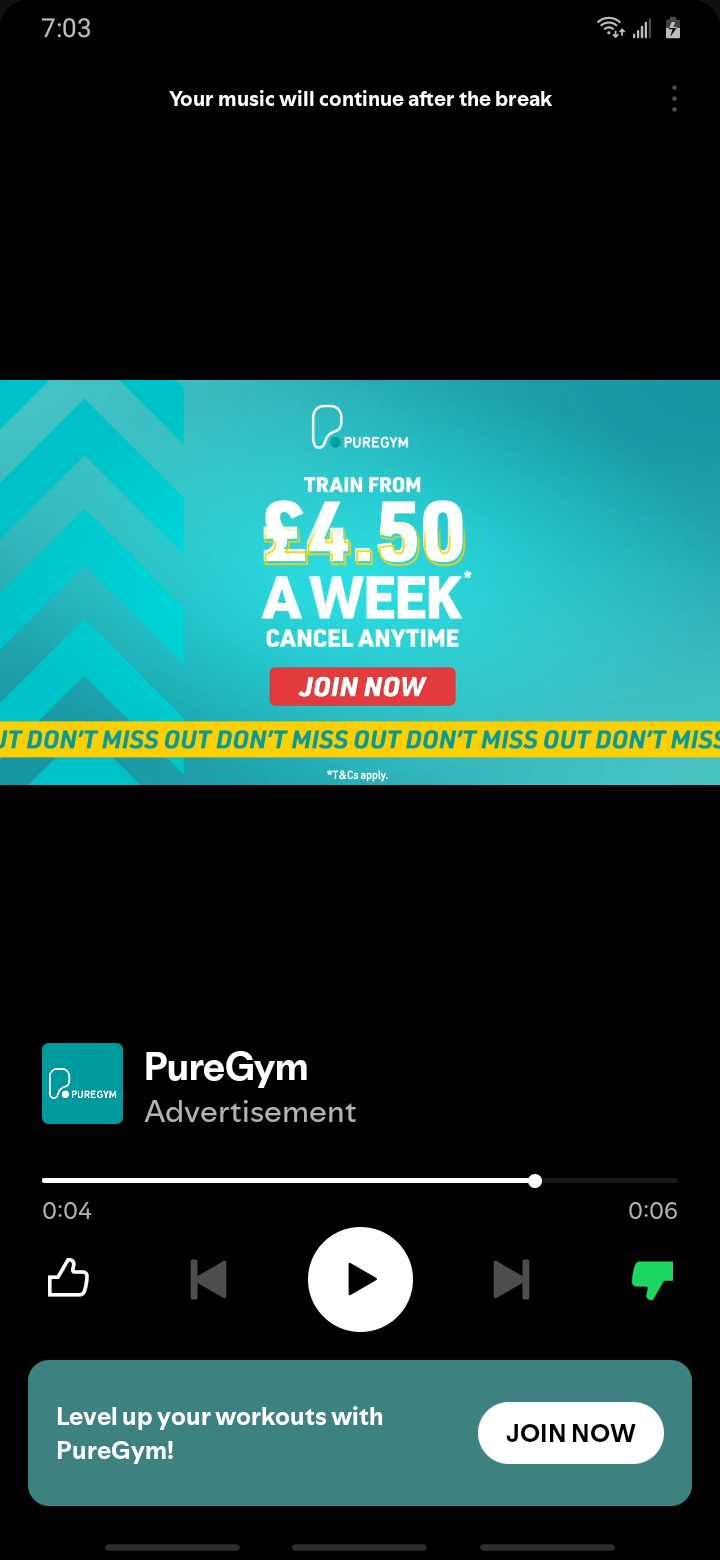 7:03
Your music will continue after the break
PUREGYM
TRAIN FROM
£4.50
A WEEK*
CANCEL ANYTIME
JOIN NOW
UT DON'T MISS OUT DON'T MISS OUT DON'T MISS OUT DON'T MISS
*T&Cs apply.
PUREGYM
PureGym
Advertisement
0:04
0:06
Level up your workouts with
PureGym!
JOIN NOW